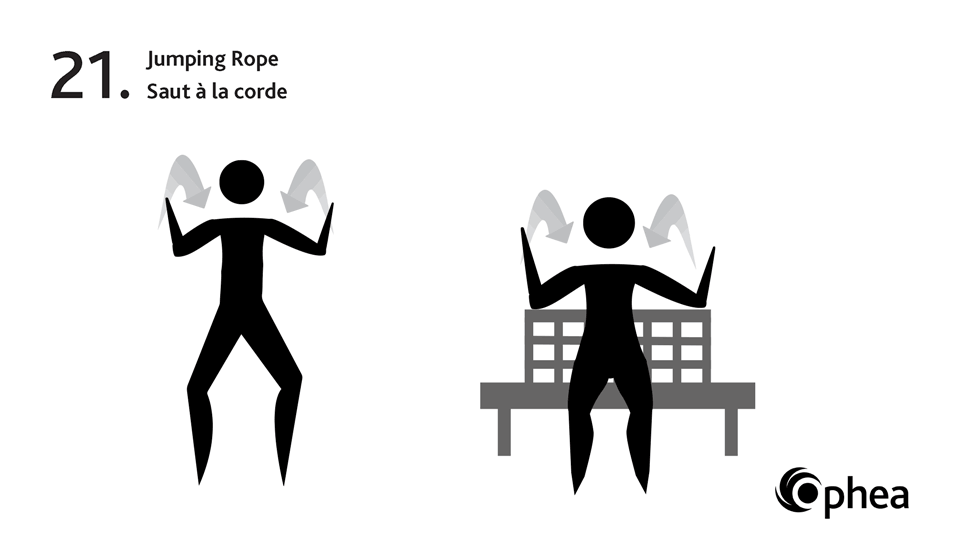 21. Jumping Rope
Saut à la corde
Ophea